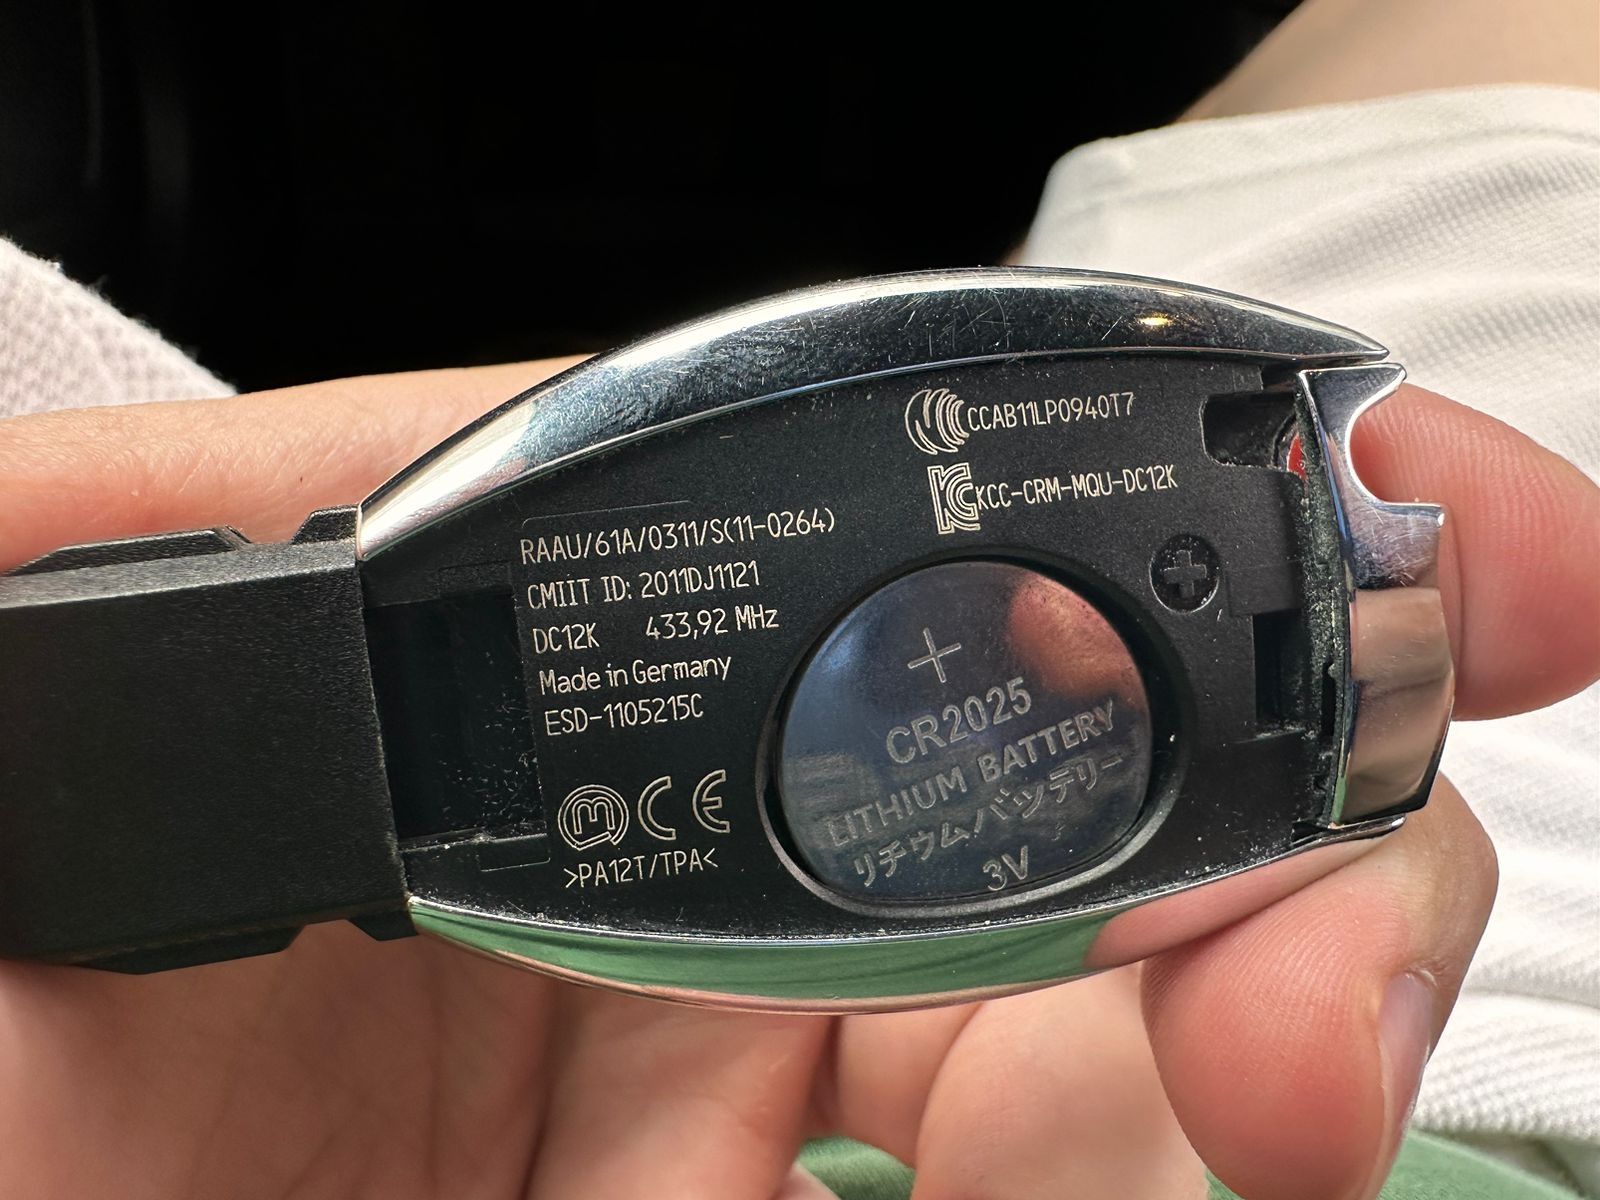 CCAB11LP0940T7
KCC-CRM-MQU-DC12K
RAAU/61A/0311/S(11-0264)
CMIIT ID: 2011DJ1121
DC12K 433,92 MHz
Made in Germany
ESD-1105215C
CE
>PA12T/TPA<
+
CR2025
LITHIUM BATTERY
リチウムバッテリー
3V